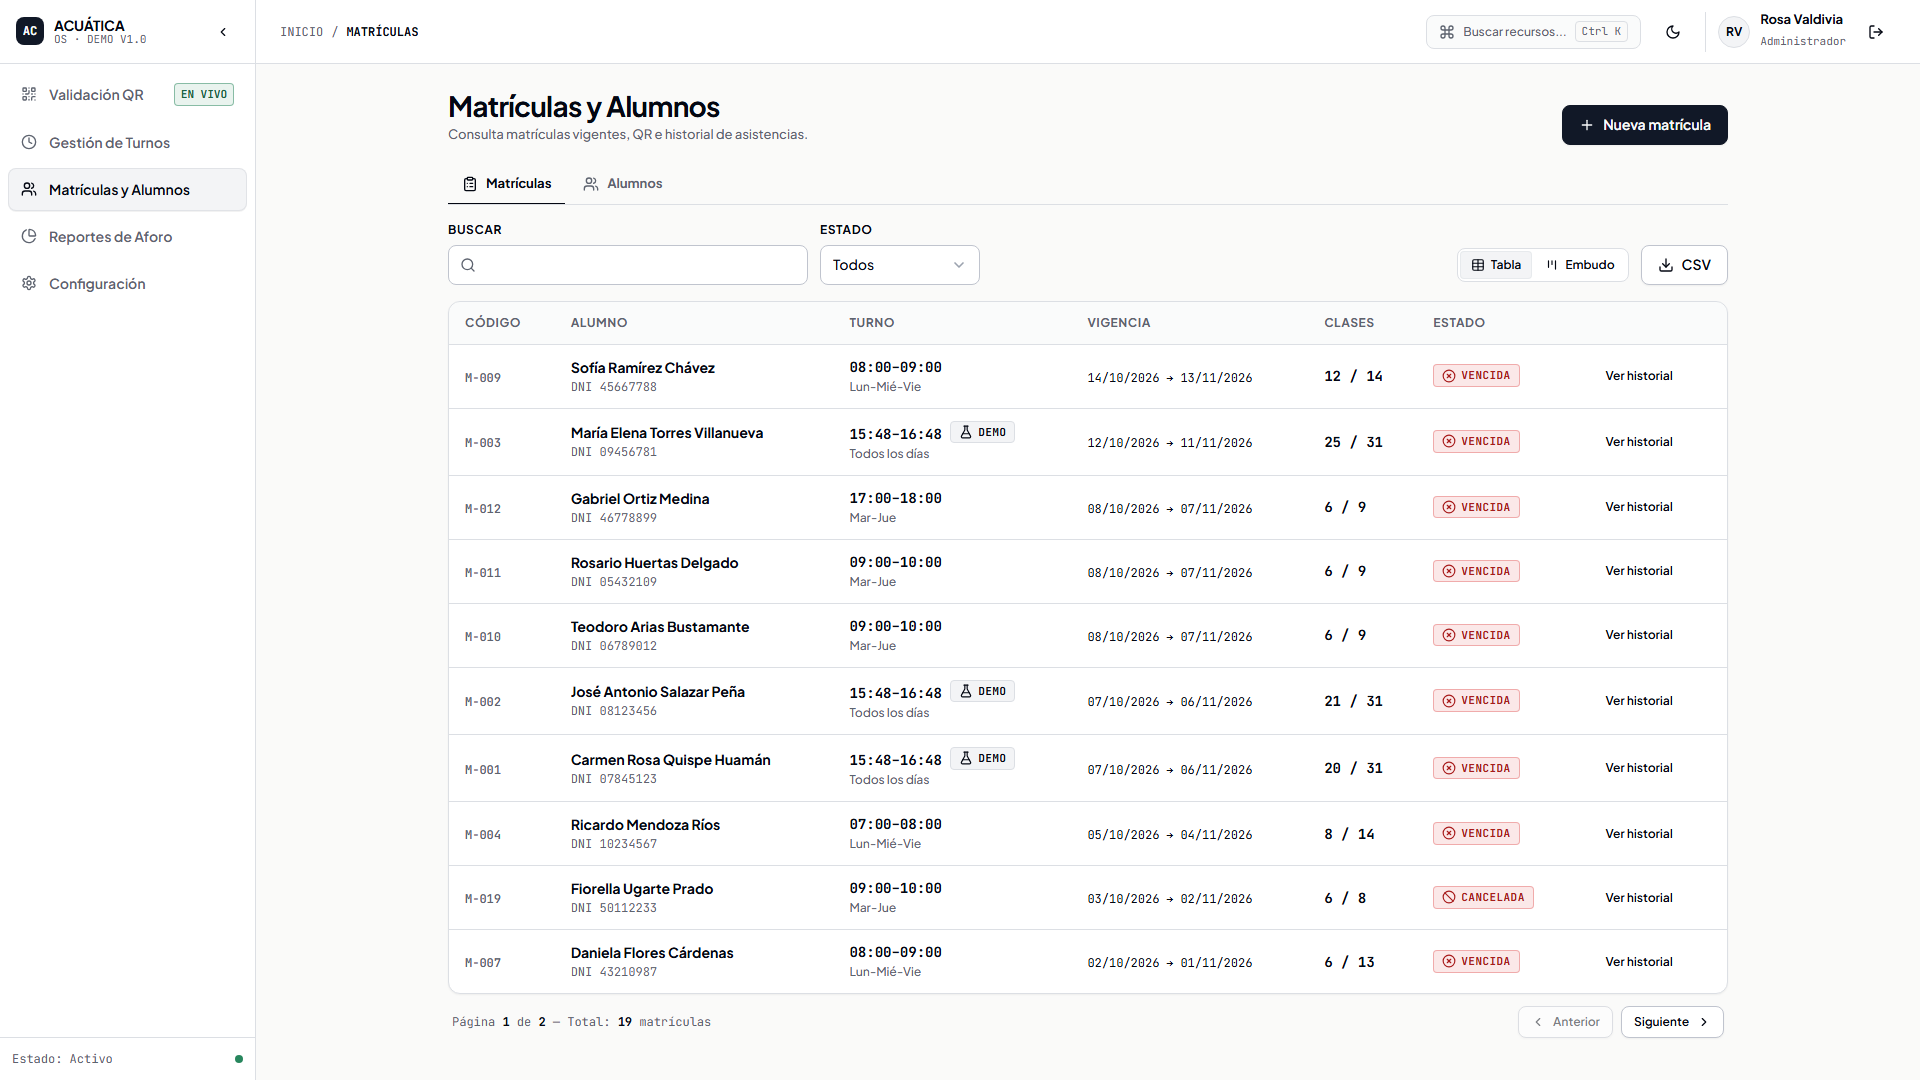 AC
ACUÁTICA
OS · DEMO V1.0
INICIO / MATRÍCULAS
Buscar recursos... Ctrl K
RV
Rosa Valdivia
Administrador
Validación QR EN VIVO
Gestión de Turnos
Matrículas y Alumnos
Reportes de Aforo
Configuración
Estado: Activo
Matrículas y Alumnos
Consulta matrículas vigentes, QR e historial de asistencias.
+ Nueva matrícula
Matrículas Alumnos
BUSCAR ESTADO
Todos
Tabla Embudo CSV
CÓDIGO ALUMNO TURNO VIGENCIA CLASES ESTADO
M-009 Sofía Ramírez Chávez 08:00–09:00 14/10/2026 → 13/11/2026 12 / 14 VENCIDA Ver historial
DNI 45667788 Lun-Mié-Vie
M-003 María Elena Torres Villanueva 15:48–16:48 DEMO 12/10/2026 → 11/11/2026 25 / 31 VENCIDA Ver historial
DNI 09456781 Todos los días
M-012 Gabriel Ortiz Medina 17:00–18:00 08/10/2026 → 07/11/2026 6 / 9 VENCIDA Ver historial
DNI 46778899 Mar-Jue
M-011 Rosario Huertas Delgado 09:00–10:00 08/10/2026 → 07/11/2026 6 / 9 VENCIDA Ver historial
DNI 05432109 Mar-Jue
M-010 Teodoro Arias Bustamante 09:00–10:00 08/10/2026 → 07/11/2026 6 / 9 VENCIDA Ver historial
DNI 06789012 Mar-Jue
M-002 José Antonio Salazar Peña 15:48–16:48 DEMO 07/10/2026 → 06/11/2026 21 / 31 VENCIDA Ver historial
DNI 08123456 Todos los días
M-001 Carmen Rosa Quispe Huamán 15:48–16:48 DEMO 07/10/2026 → 06/11/2026 20 / 31 VENCIDA Ver historial
DNI 07845123 Todos los días
M-004 Ricardo Mendoza Ríos 07:00–08:00 05/10/2026 → 04/11/2026 8 / 14 VENCIDA Ver historial
DNI 10234567 Lun-Mié-Vie
M-019 Fiorella Ugarte Prado 09:00–10:00 03/10/2026 → 02/11/2026 6 / 8 CANCELADA Ver historial
DNI 50112233 Mar-Jue
M-007 Daniela Flores Cárdenas 08:00–09:00 02/10/2026 → 01/11/2026 6 / 13 VENCIDA Ver historial
DNI 43210987 Lun-Mié-Vie
Página 1 de 2 — Total: 19 matrículas
Anterior Siguiente